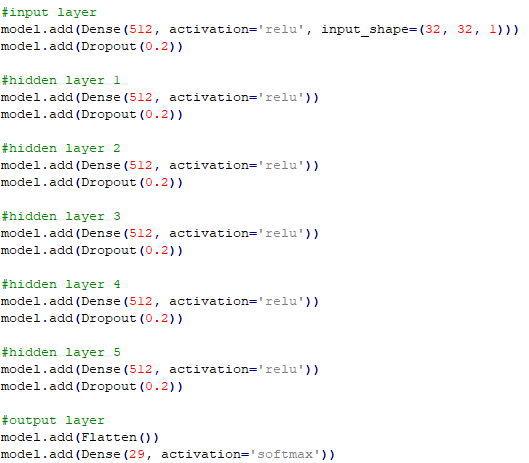 #input layer
model.add(Dense(512, activation='relu', input_shape=(32, 32, 1)))
model.add(Dropout(0.2))
#hidden layer 1
model.add(Dense(512, activation='relu'))
model.add(Dropout(0.2))
#hidden layer 2
model.add(Dense(512, activation='relu'))
model.add(Dropout(0.2))
#hidden layer 3
model.add(Dense(512, activation='relu'))
model.add(Dropout(0.2))
#hidden layer 4
model.add(Dense(512, activation='relu'))
model.add(Dropout(0.2))
#hidden layer 5
model.add(Dense(512, activation='relu'))
model.add(Dropout(0.2))
#output layer
model.add(Flatten())
model.add(Dense(29, activation='softmax'))